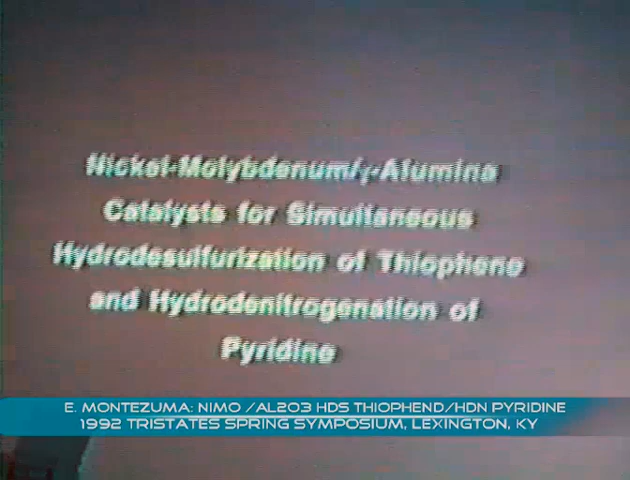 Nickel-Molybdenum/γ-Alumina
Catalysts for Simultaneous
Hydrodesulfurization of Thiophene
and Hydrodenitrogenation of
Pyridine
E. MONTEZUMA: NIMO /AL2O3 HDS THIOPHEND/HDN PYRIDINE
1992 TRISTATES SPRING SYMPOSIUM, LEXINGTON, KY